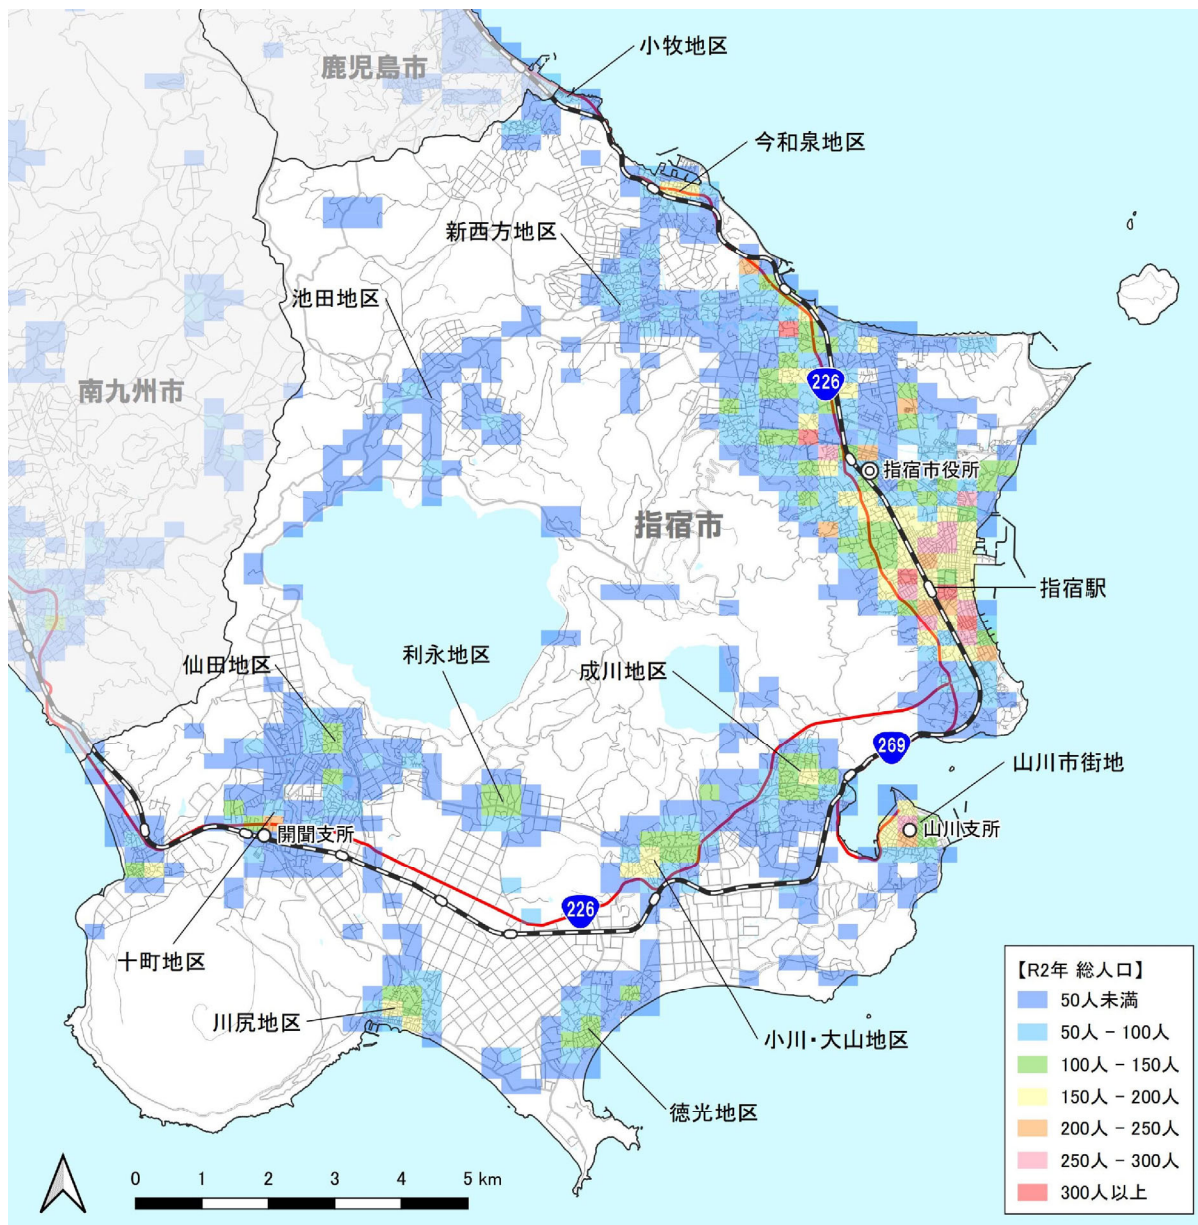 小牧地区
鹿児島市
今和泉地区
新西方地区
池田地区
南九州市
226
指宿市役所
指宿市
指宿駅
仙田地区
利永地区
成川地区
269
山川市街地
山川支所
開聞支所
226
十町地区
川尻地区
小川・大山地区
徳光地区
【R2年 総人口】
50人未満
50人 - 100人
100人 - 150人
150人 - 200人
200人 - 250人
250人 - 300人
300人以上
0 1 2 3 4 5 km